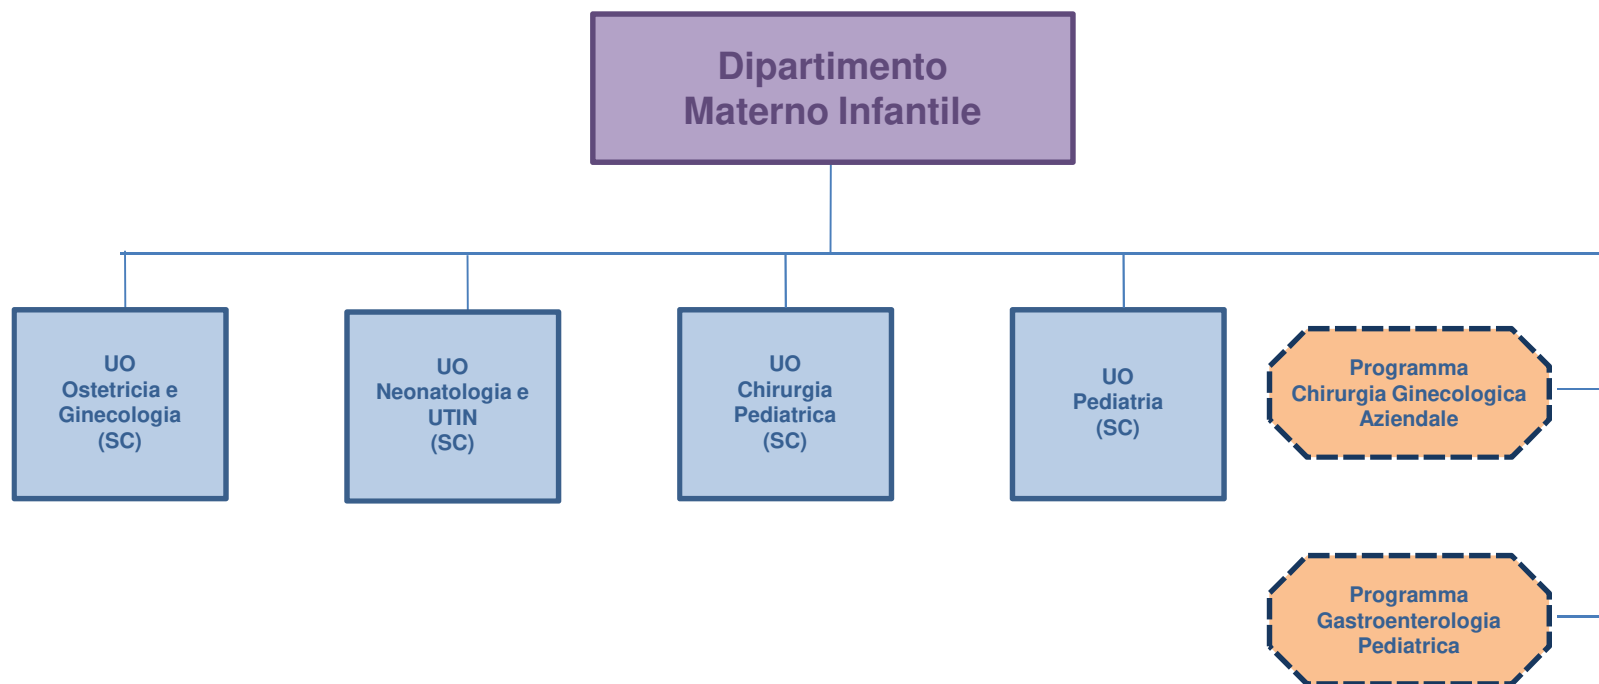 Dipartimento
Materno Infantile
UO
Ostetricia e
Ginecologia
(SC)
UO
Neonatologia e
UTIN
(SC)
UO
Chirurgia
Pediatrica
(SC)
UO
Pediatria
(SC)
Programma
Chirurgia Ginecologica
Aziendale
Programma
Gastroenterologia
Pediatrica